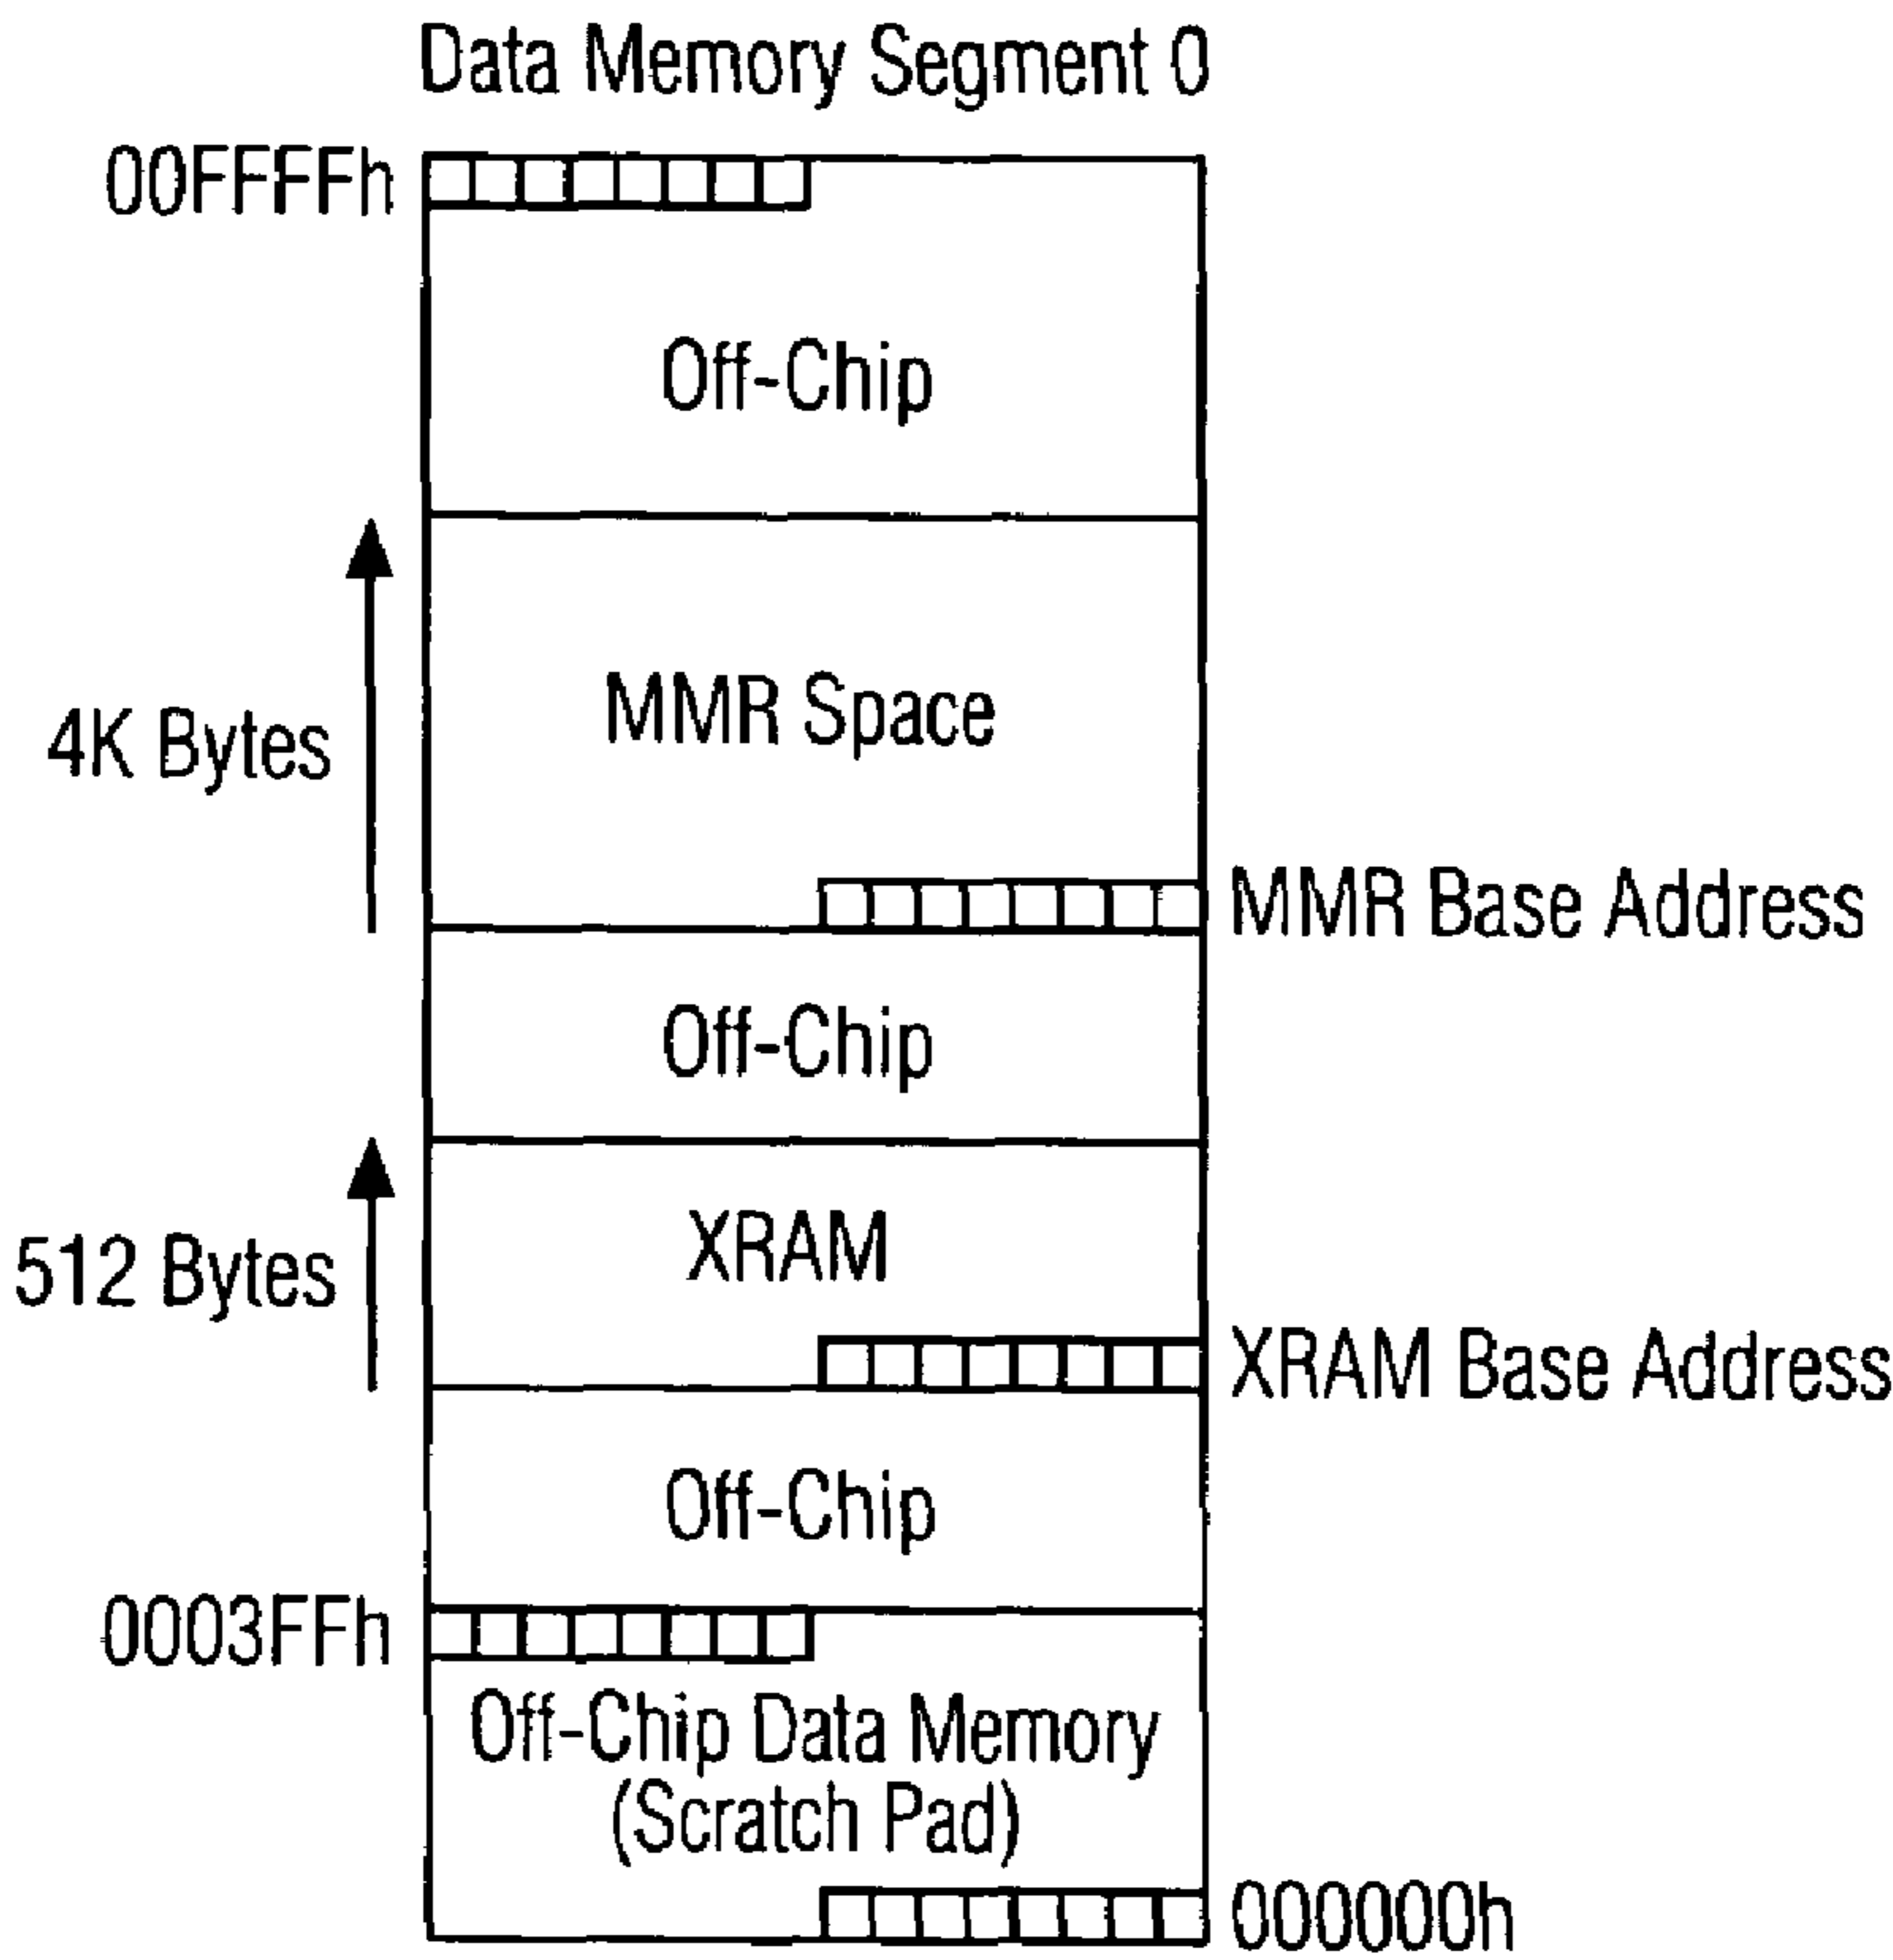 Data Memory Segment 0
00FFFFh
Off-Chip
MMR Space
4K Bytes
MMR Base Address
Off-Chip
XRAM
512 Bytes
XRAM Base Address
Off-Chip
0003FFh
Off-Chip Data Memory
(Scratch Pad)
000000h